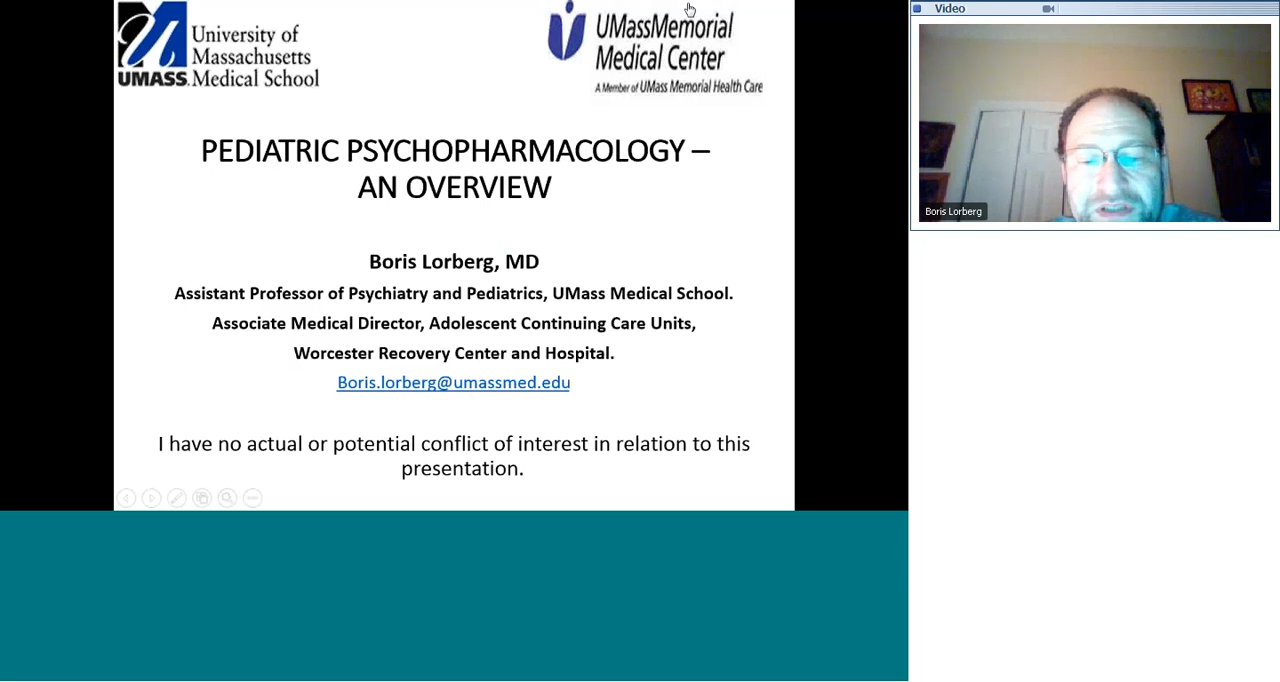 University of
Massachusetts
UMASS. Medical School
UMassMemorial
Medical Center
A Member of UMass Memorial Health Care
PEDIATRIC PSYCHOPHARMACOLOGY –
AN OVERVIEW
Boris Lorberg, MD
Assistant Professor of Psychiatry and Pediatrics, UMass Medical School.
Associate Medical Director, Adolescent Continuing Care Units,
Worcester Recovery Center and Hospital.
Boris.lorberg@umassmed.edu
I have no actual or potential conflict of interest in relation to this
presentation.
Video
Boris Lorberg